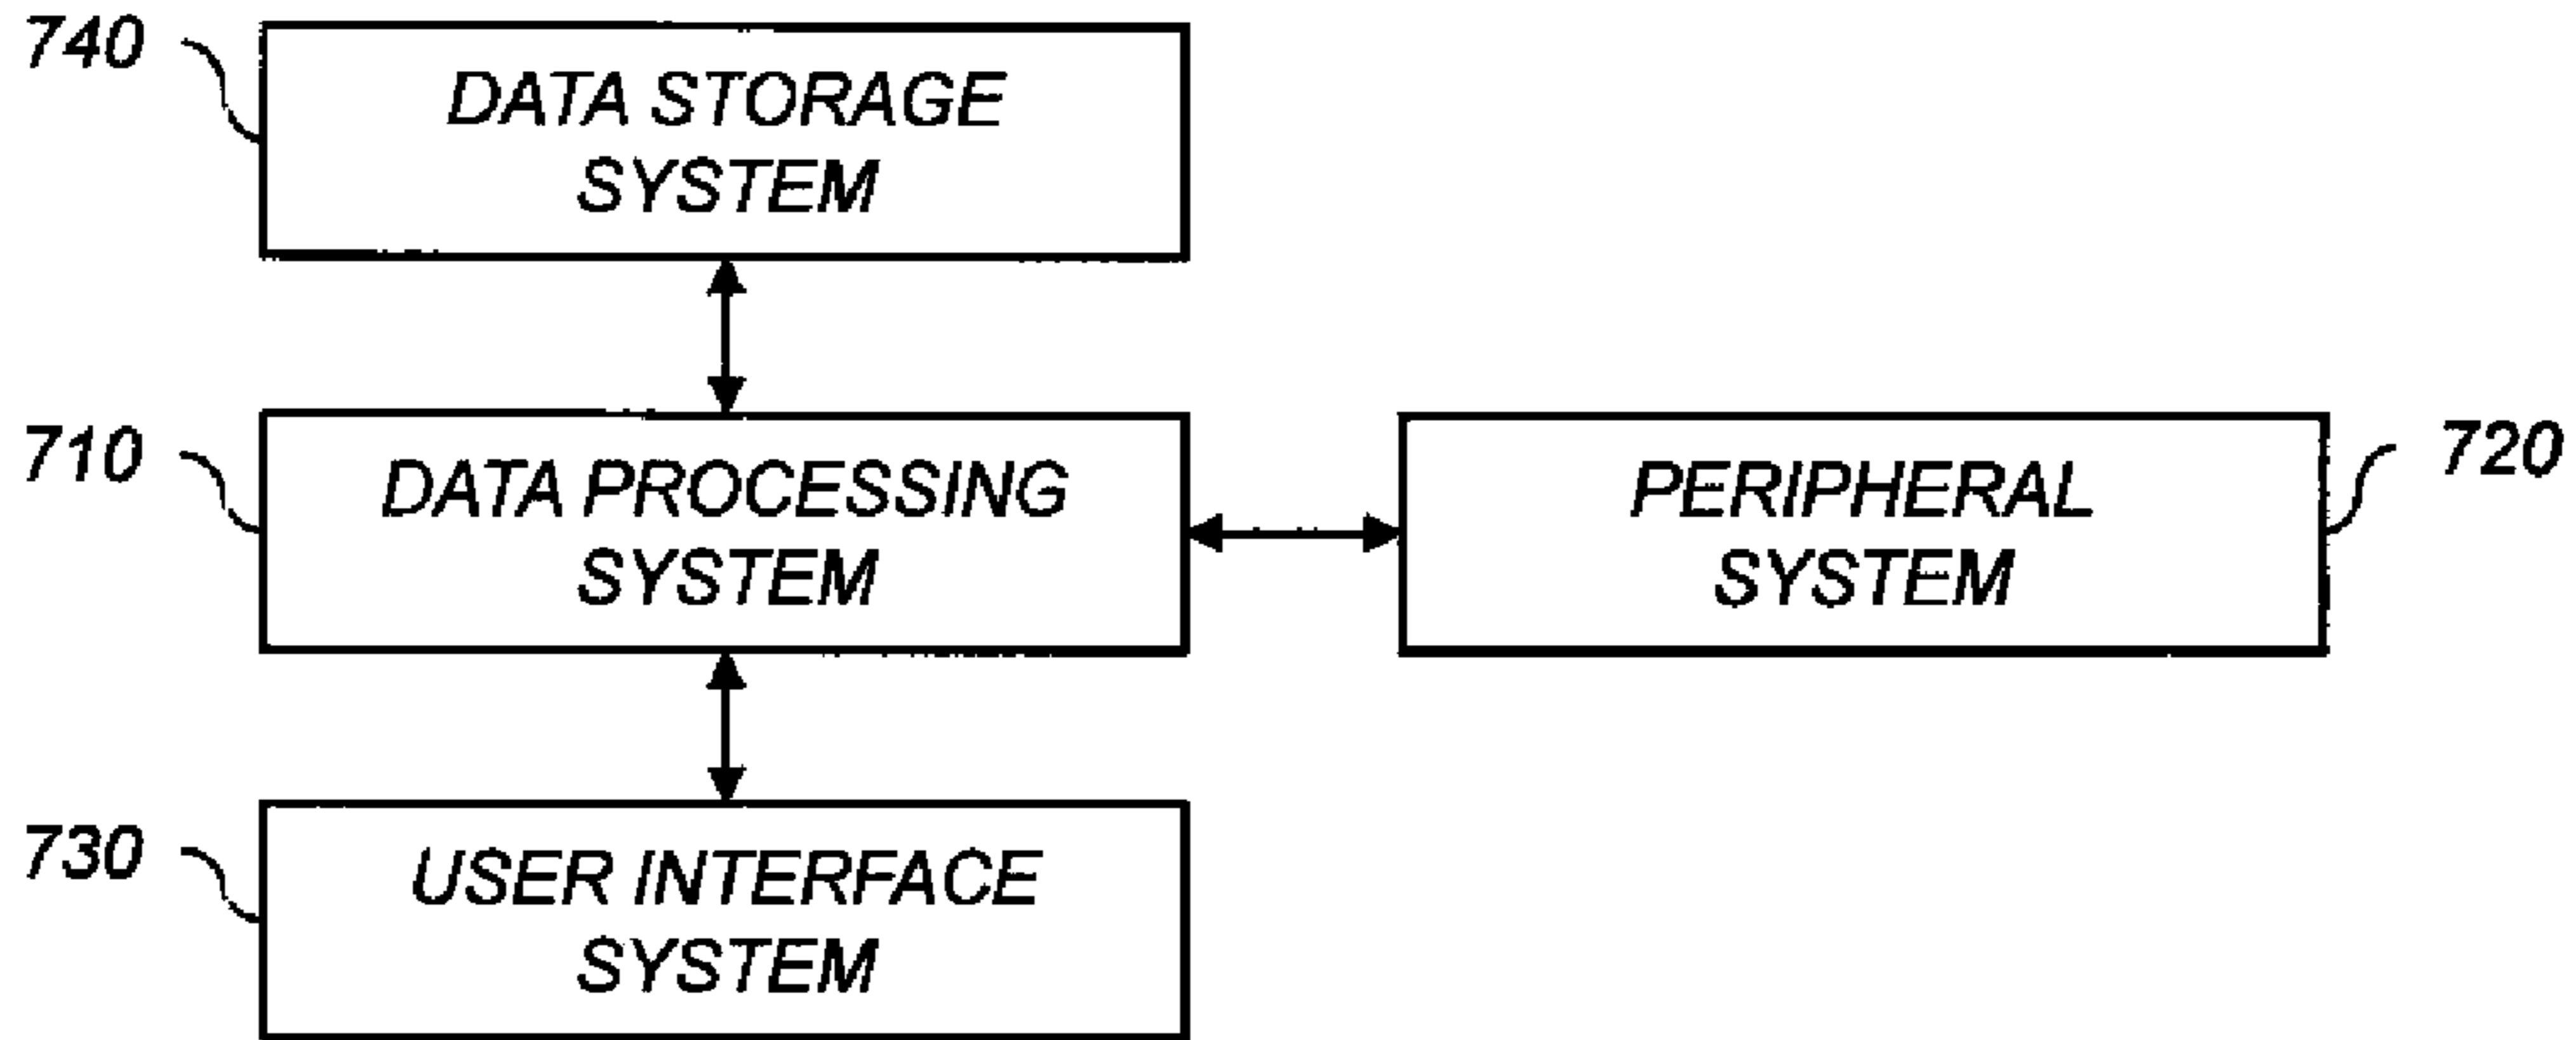 740
DATA STORAGE
SYSTEM
710
DATA PROCESSING
SYSTEM
PERIPHERAL
SYSTEM
720
730
USER INTERFACE
SYSTEM